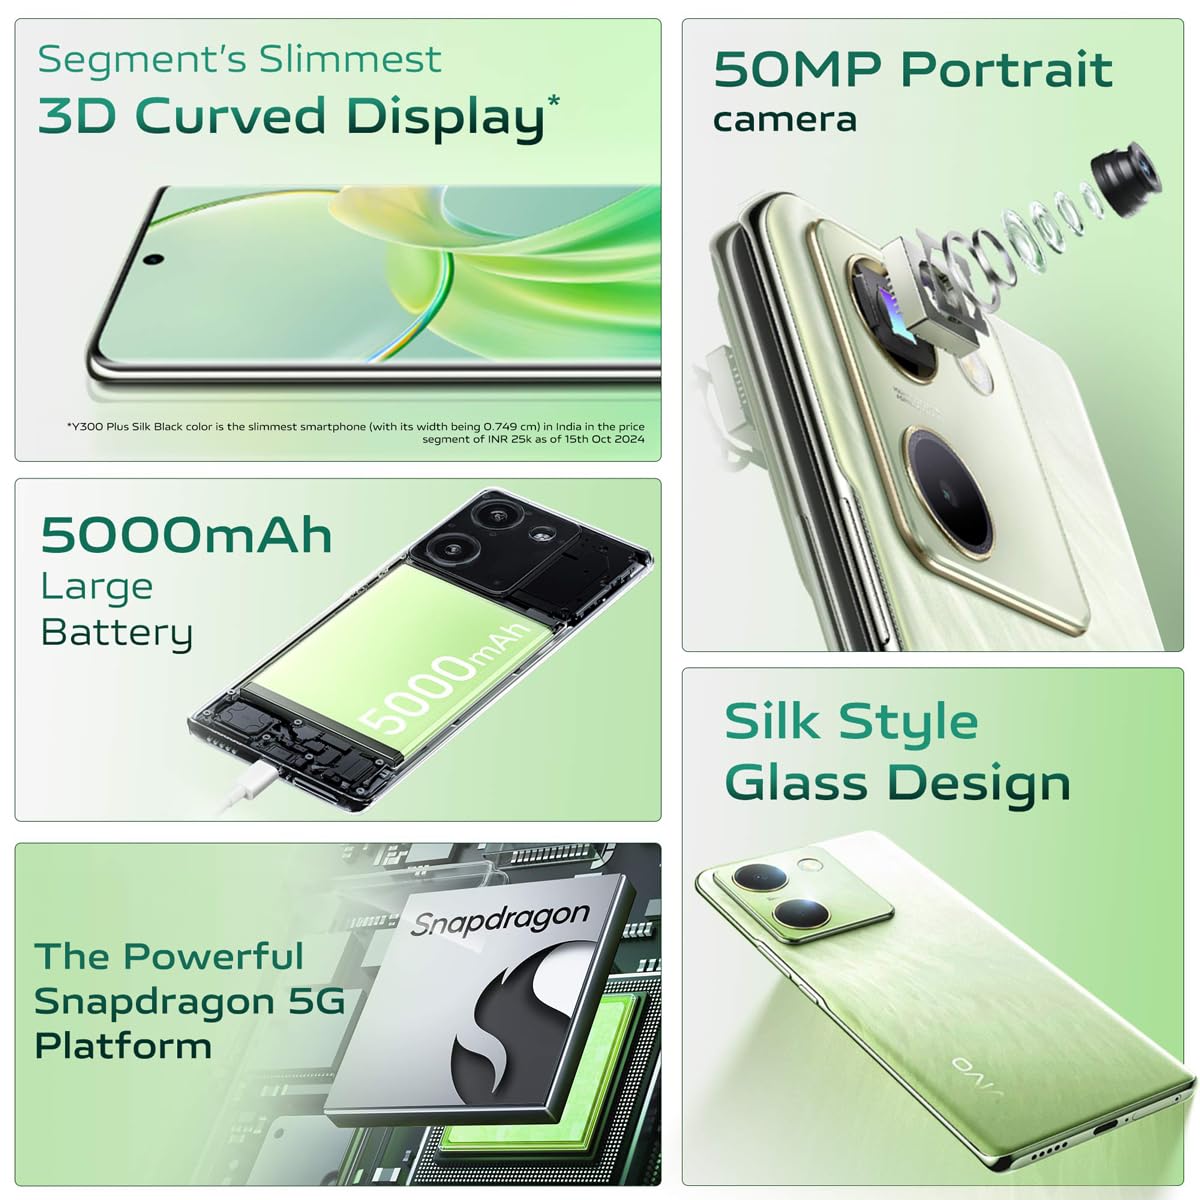 Segment's Slimmest
3D Curved Display*
*Y300 Plus Silk Black color is the slimmest smartphone (with its width being 0.749 cm) in India in the price
segment of INR 25k as of 15th Oct 2024
50MP Portrait
camera
5000mAh
Large
Battery
5000mAh
Silk Style
Glass Design
vivo
The Powerful
Snapdragon 5G
Platform
Snapdragon